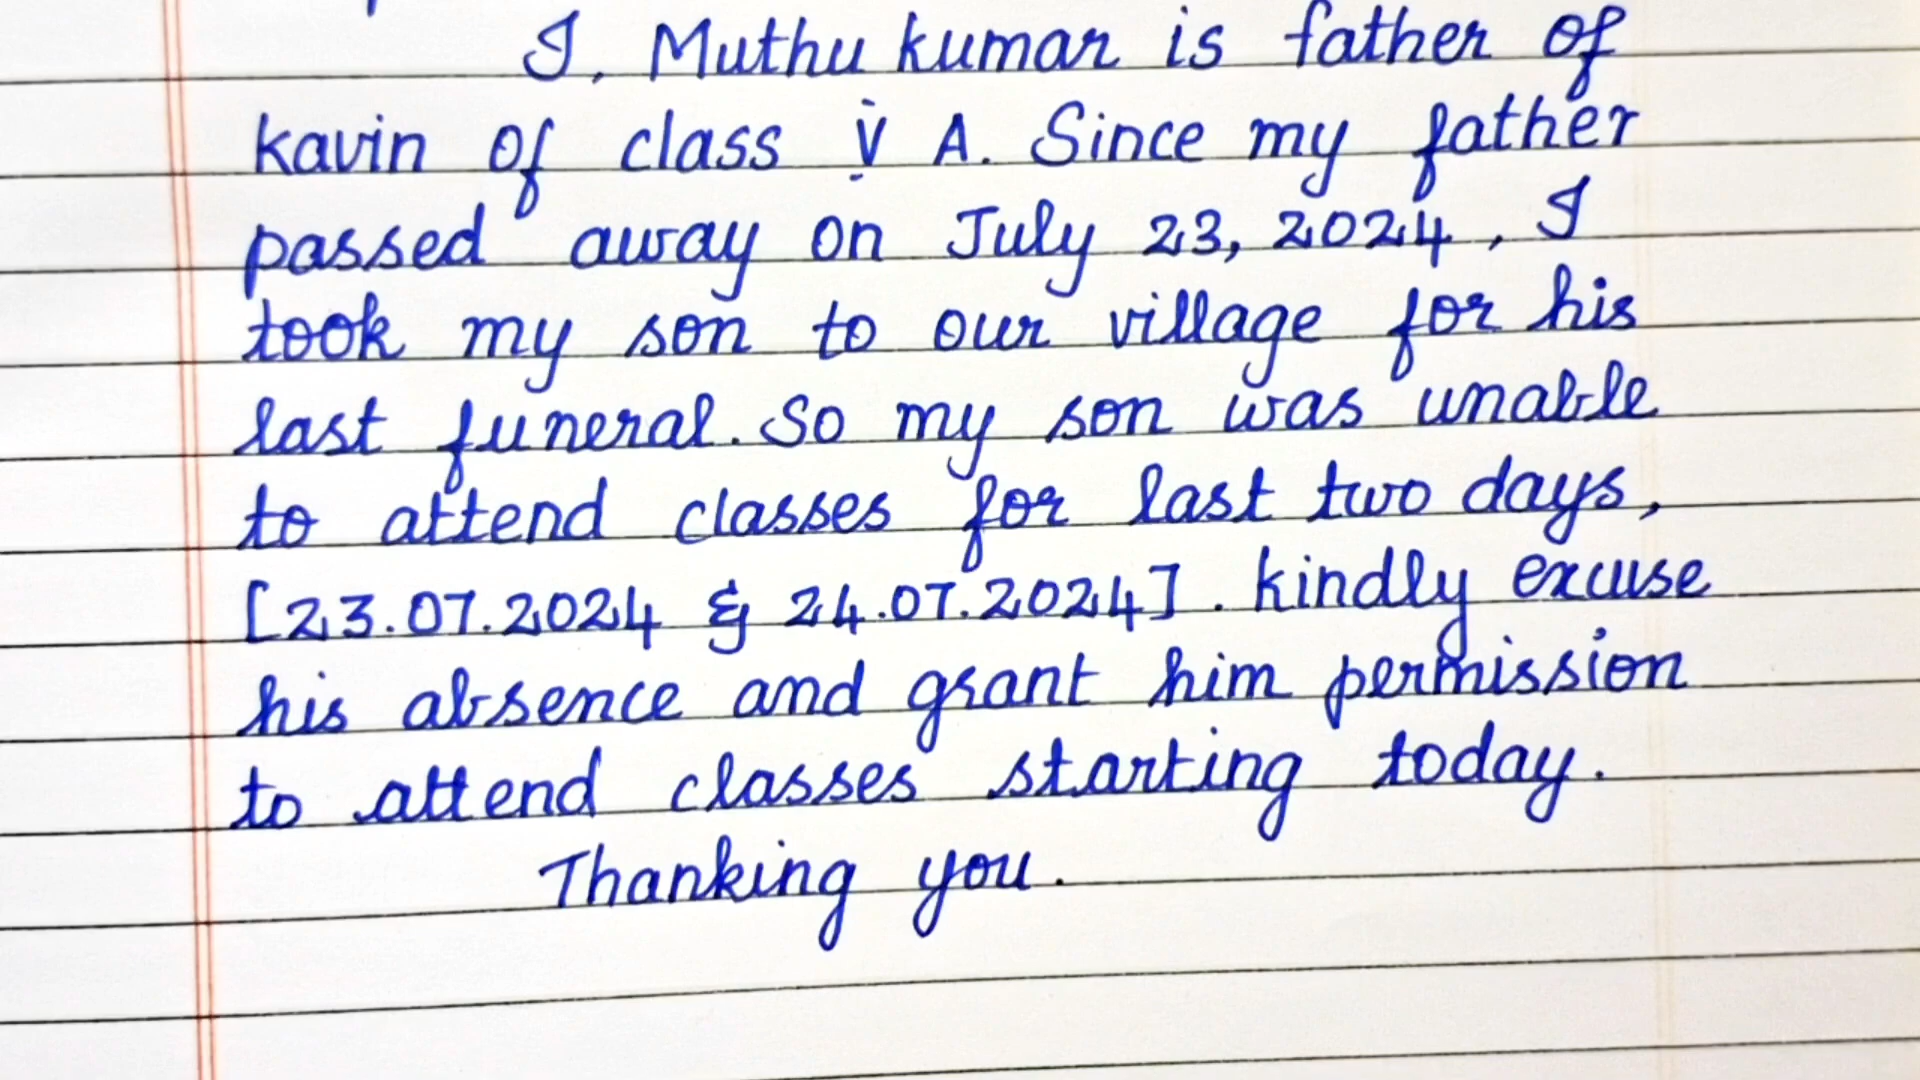 I, Muthu kumar is father of
kavin of class V A. Since my father
passed away on July 23, 2024, I
took my son to our village for his
last funeral. So my son was unable
to attend classes for last two days,
[23.07.2024 & 24.07.2024]. kindly excuse
his absence and grant him permission
to attend classes starting today.
Thanking you.